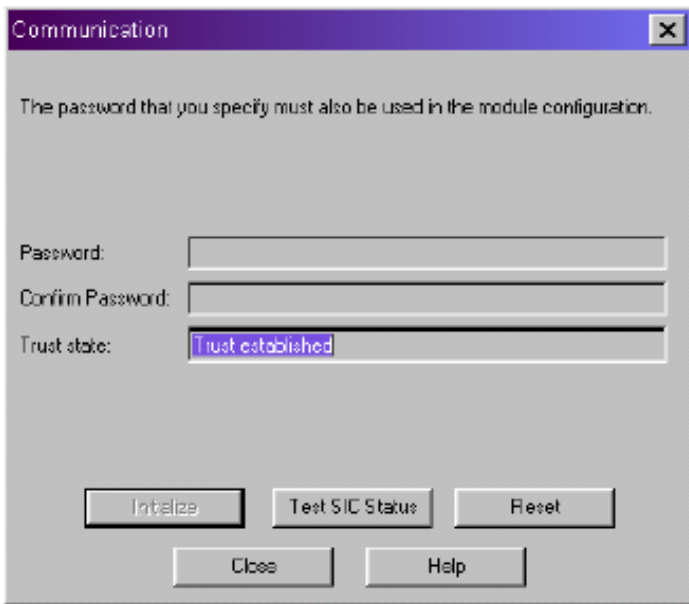 Communication
The password that you specify must also be used in the module configuration.
Password:
Confirm Password:
Trust state: Trust established
Initialize Test SIC Status Reset
Close Help